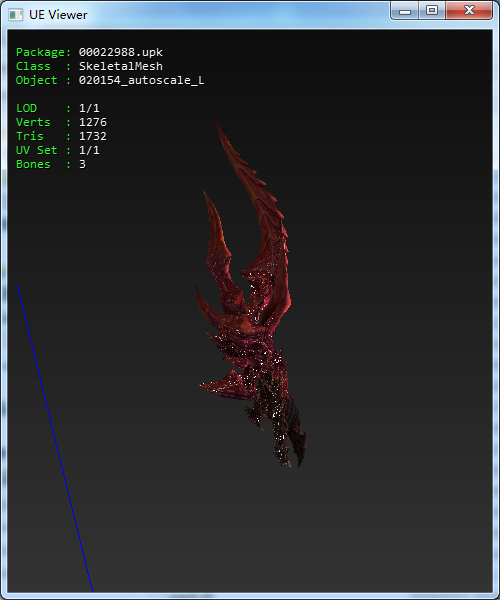 UE Viewer
Package: 00022988.upk
Class : SkeletalMesh
Object : 020154_autoscale_L
LOD : 1/1
Verts : 1276
Tris : 1732
UV Set : 1/1
Bones : 3